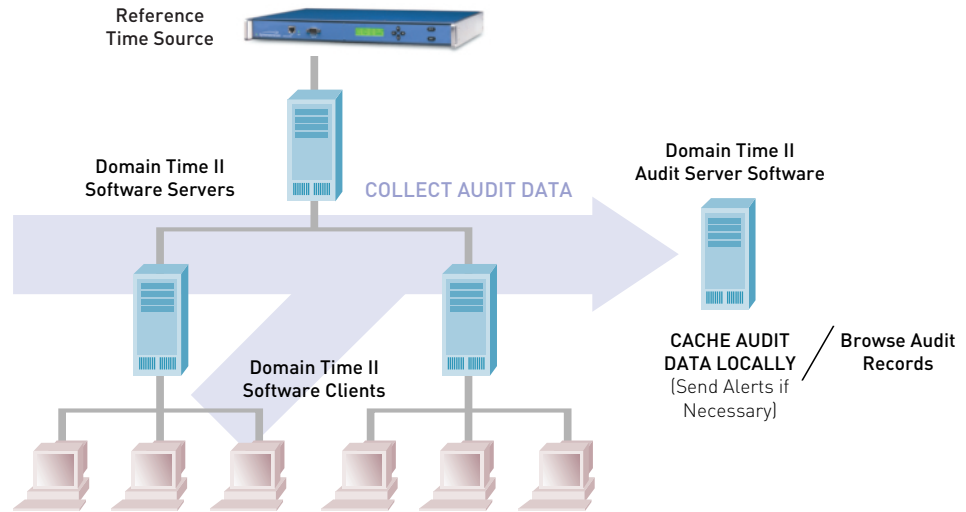 Reference
Time Source
Domain Time II
Software Servers
COLLECT AUDIT DATA
Domain Time II
Audit Server Software
Domain Time II
Software Clients
CACHE AUDIT
DATA LOCALLY
(Send Alerts if
Necessary)
/
Browse Audit
Records